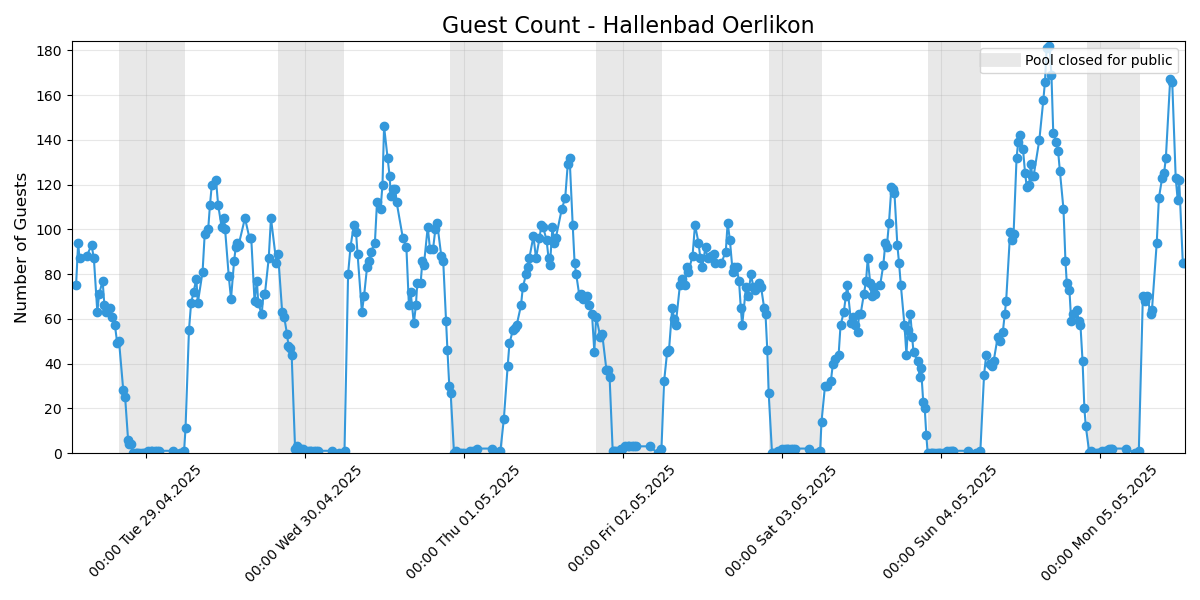 Guest Count - Hallenbad Oerlikon
Pool closed for public
Number of Guests
180
160
140
120
100
80
60
40
20
0
00:00 Tue 29.04.2025
00:00 Wed 30.04.2025
00:00 Thu 01.05.2025
00:00 Fri 02.05.2025
00:00 Sat 03.05.2025
00:00 Sun 04.05.2025
00:00 Mon 05.05.2025